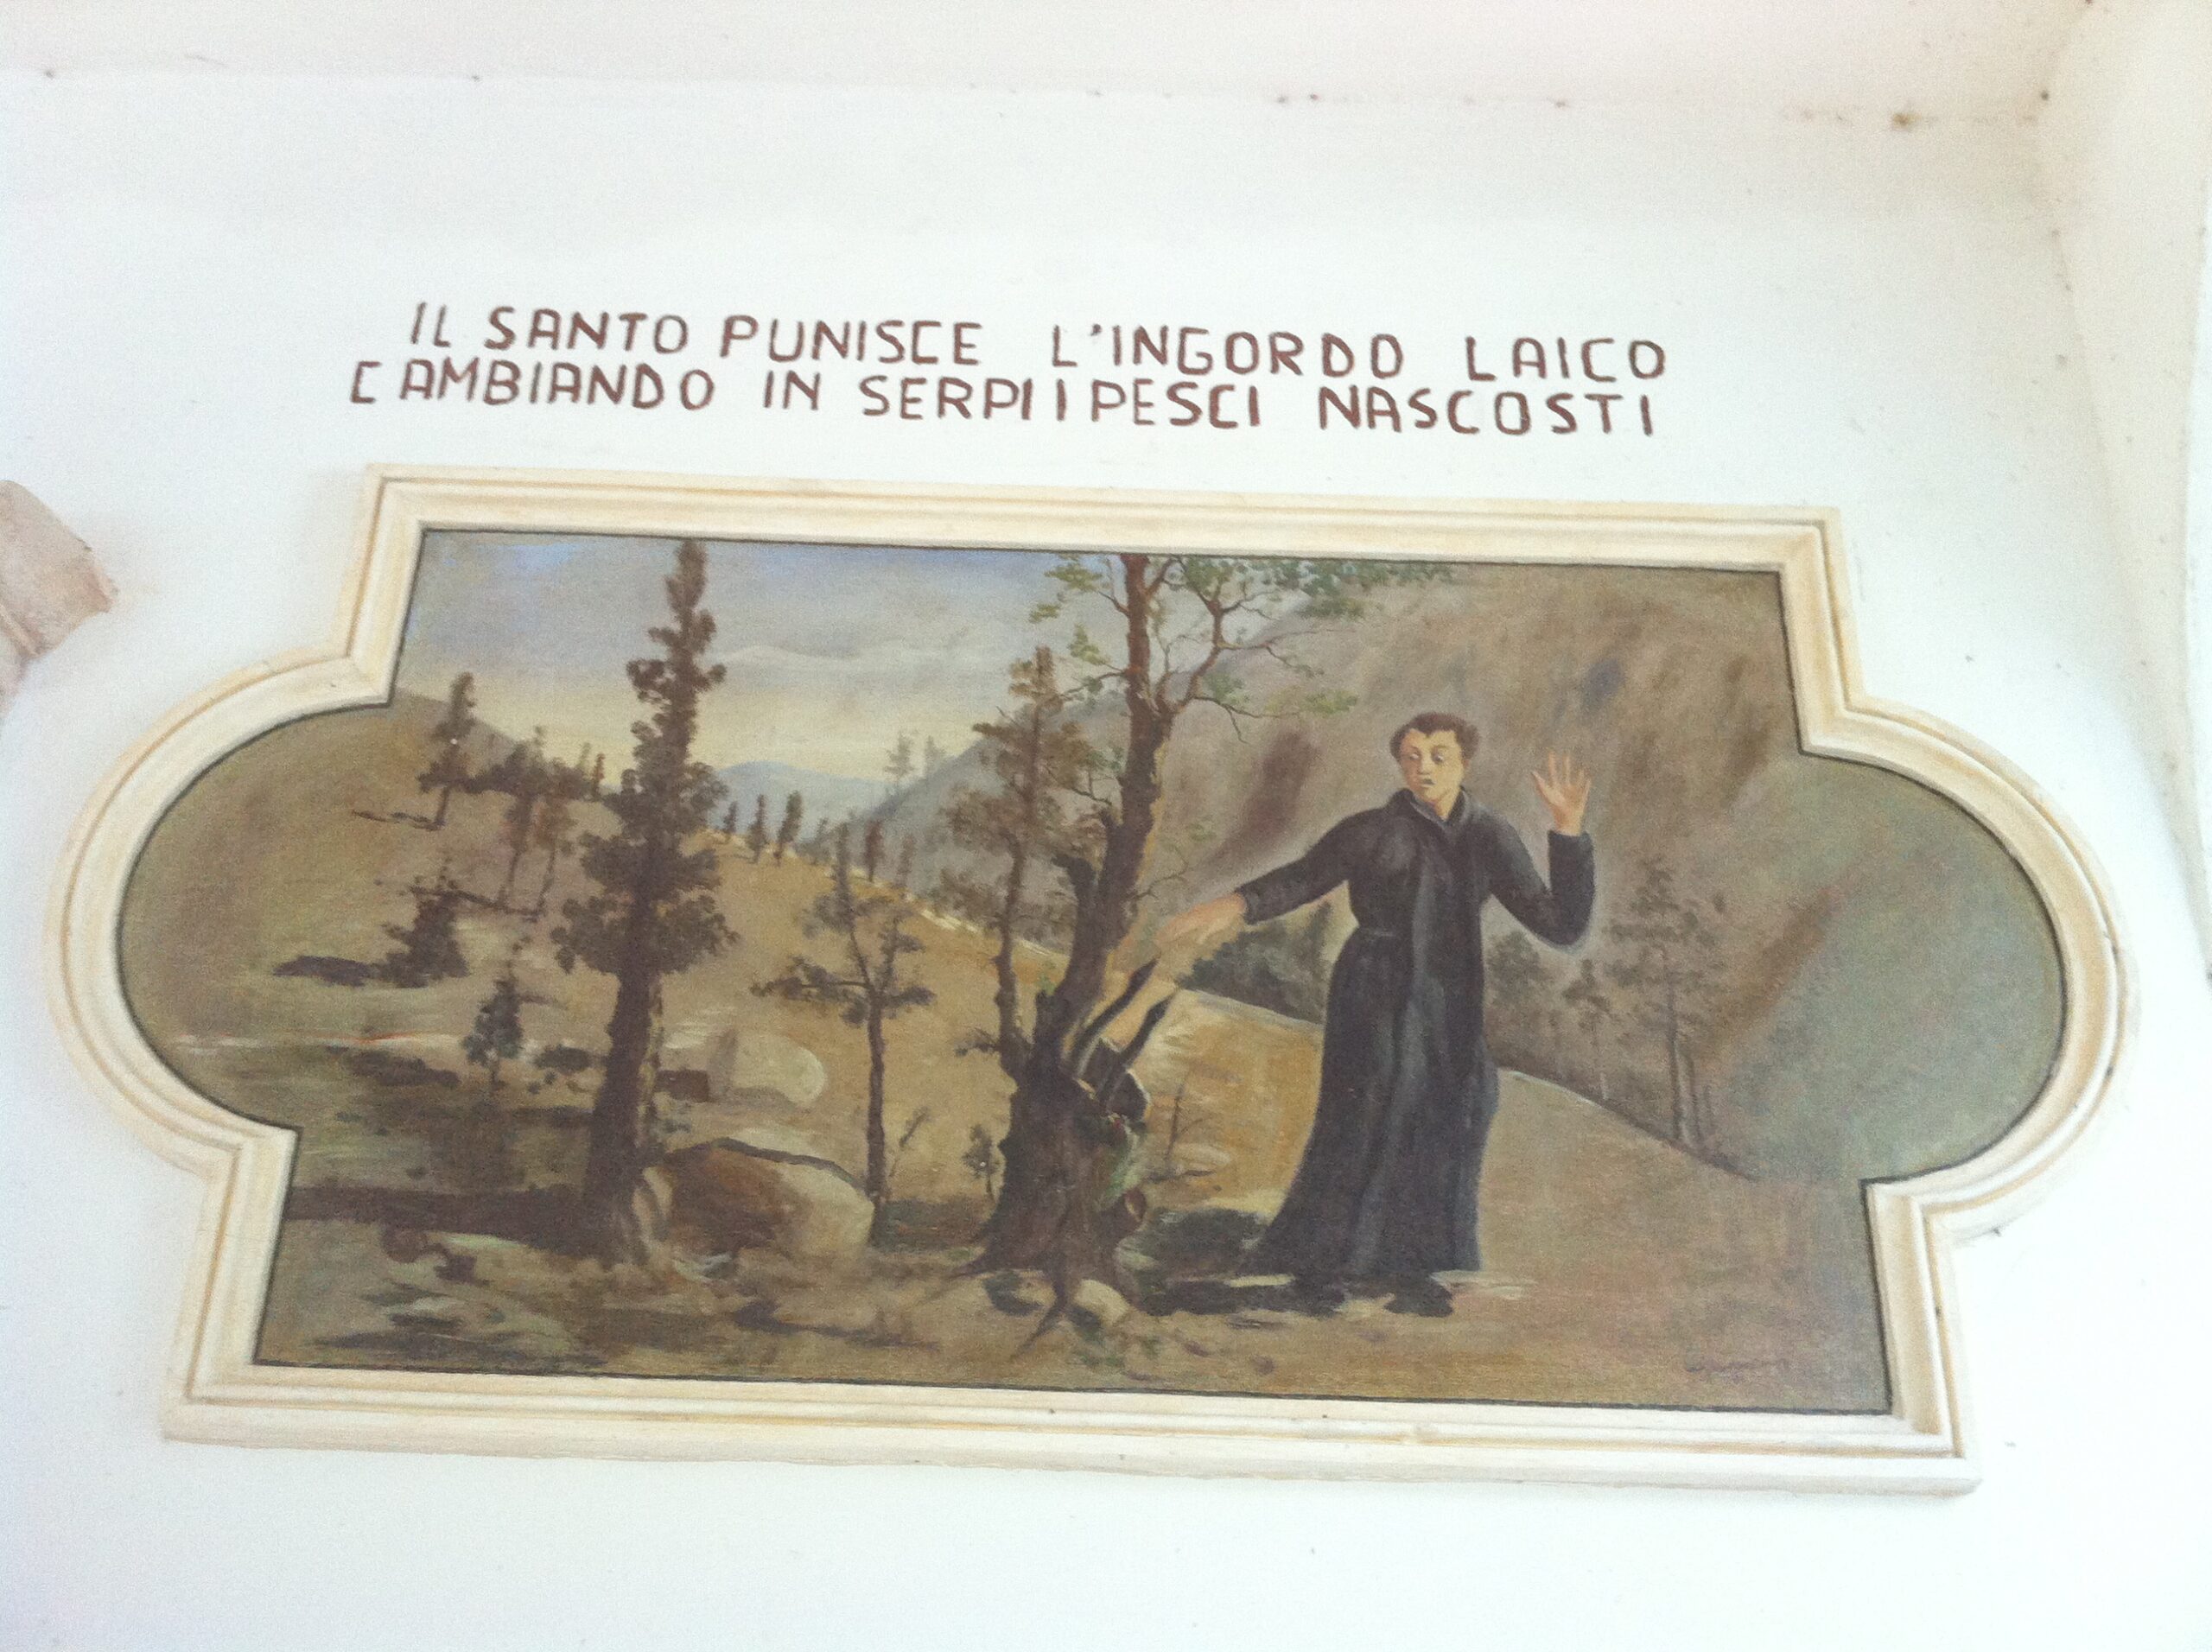 IL SANTO PUNISCE L'INGORDO LAICO
CAMBIANDO IN SERPI I PESCI NASCOSTI